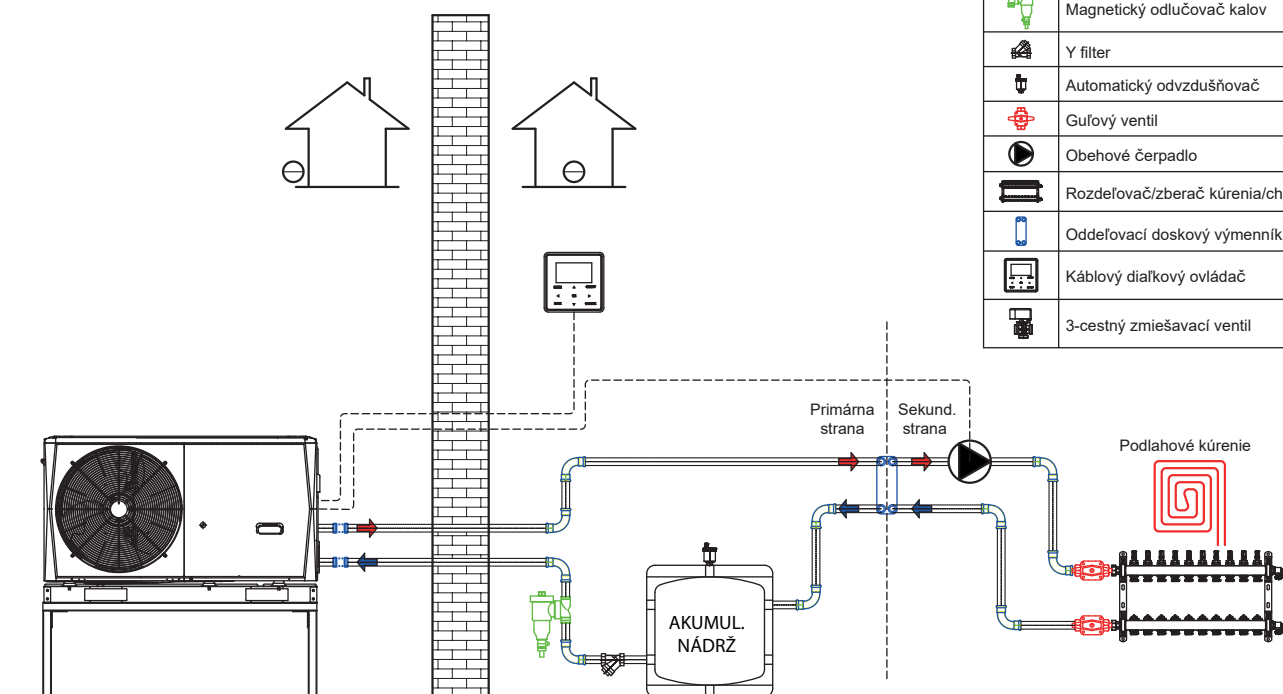 Magnetický odlučovač kalov
Y filter
Automatický odvzdušňovač
Guľový ventil
Obehové čerpadlo
Rozdeľovač/zberač kúrenia/ch
Oddeľovací doskový výmenník
Káblový diaľkový ovládač
3-cestný zmiešavací ventil
Primárna
strana
Sekund.
strana
Podlahové kúrenie
AKUMUL.
NÁDRŽ